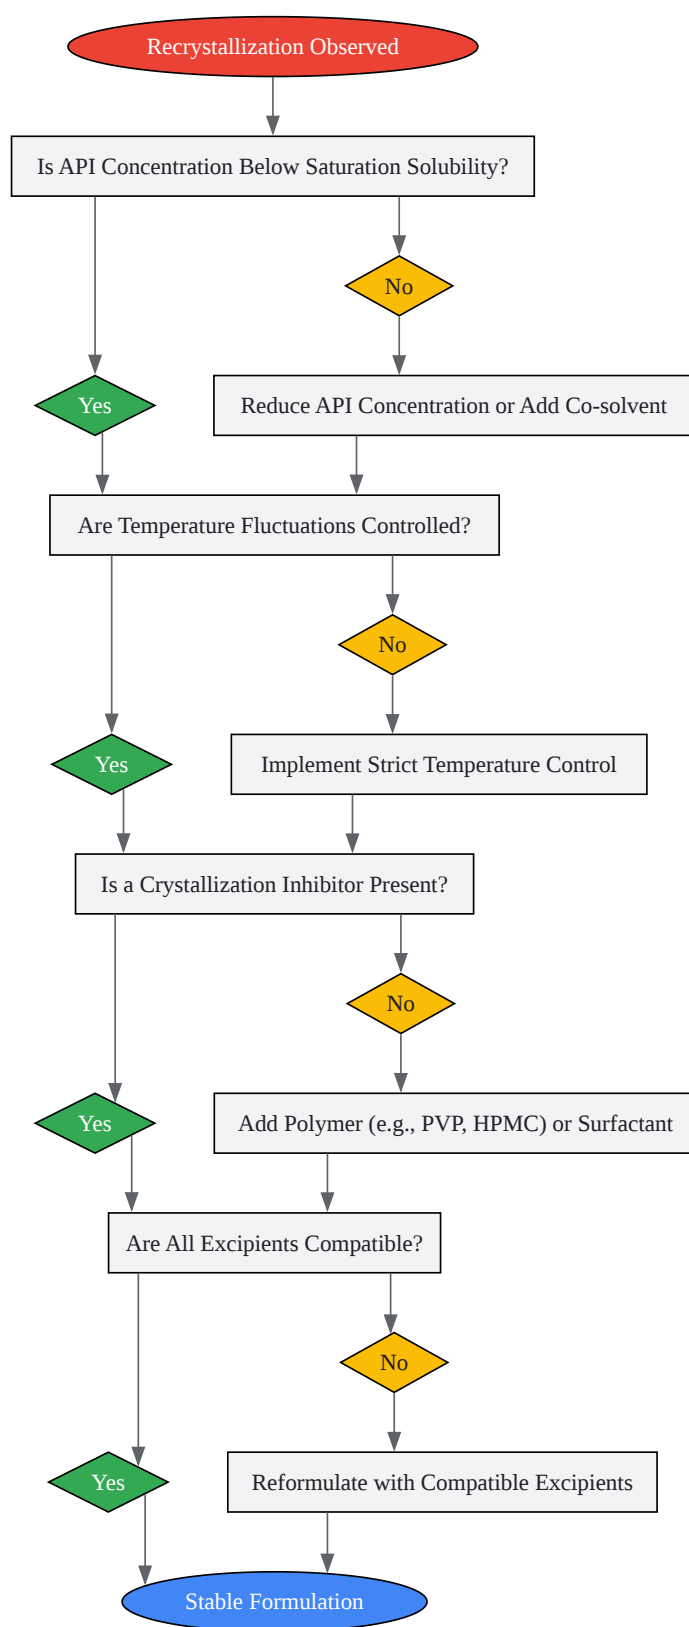 Recrystallization Observed
Is API Concentration Below Saturation Solubility?
No
Yes
Reduce API Concentration or Add Co-solvent
Are Temperature Fluctuations Controlled?
No
Yes
Implement Strict Temperature Control
Is a Crystallization Inhibitor Present?
No
Yes
Add Polymer (e.g., PVP, HPMC) or Surfactant
Are All Excipients Compatible?
No
Yes
Reformulate with Compatible Excipients
Stable Formulation